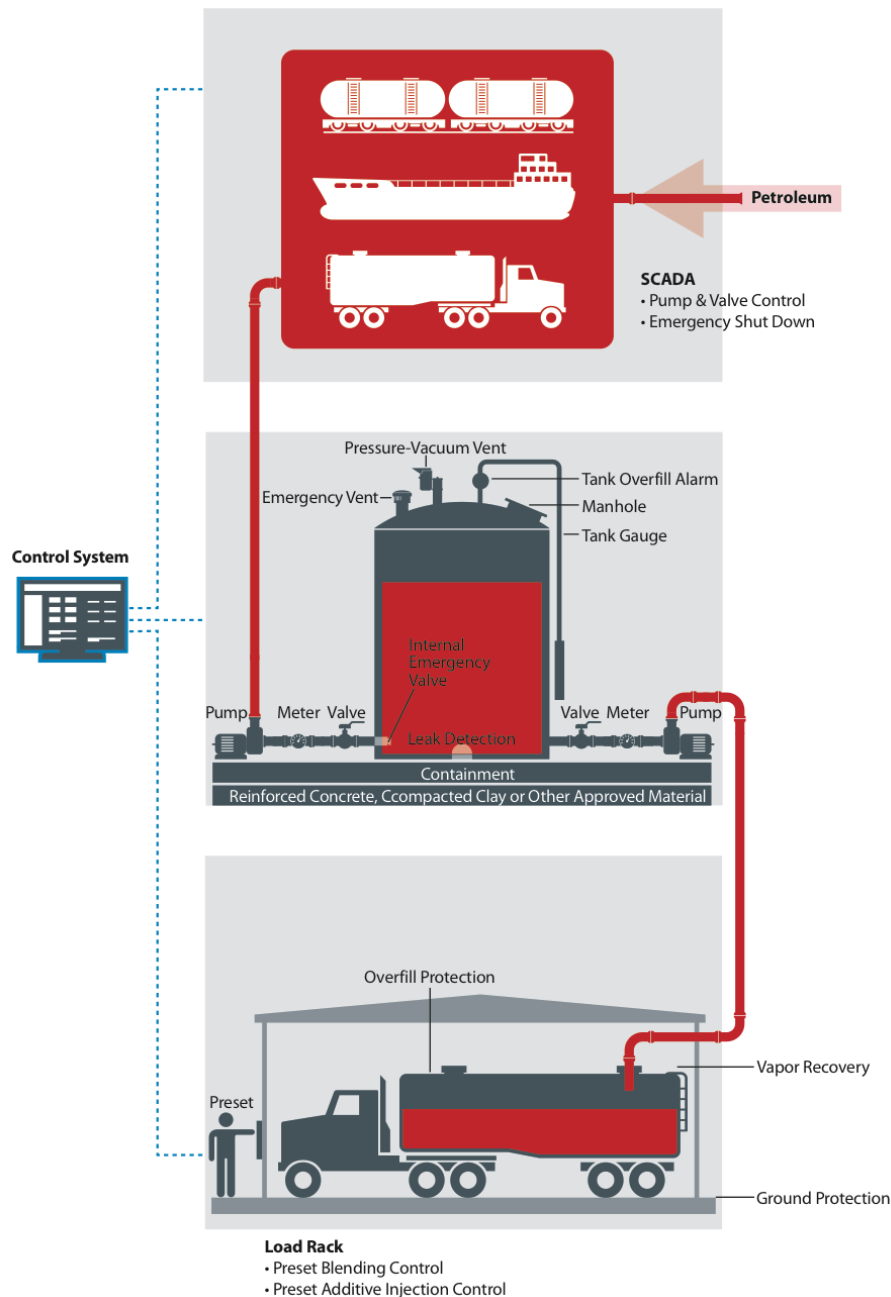 Petroleum
SCADA
• Pump & Valve Control
• Emergency Shut Down
Pressure-Vacuum Vent
Emergency Vent
Tank Overfill Alarm
Manhole
Tank Gauge
Control System
Internal
Emergency
Valve
Pump
Meter
Valve
Leak Detection
Valve
Meter
Pump
Containment
Reinforced Concrete, Ccompacted Clay or Other Approved Material
Overfill Protection
Vapor Recovery
Preset
Ground Protection
Load Rack
• Preset Blending Control
• Preset Additive Injection Control